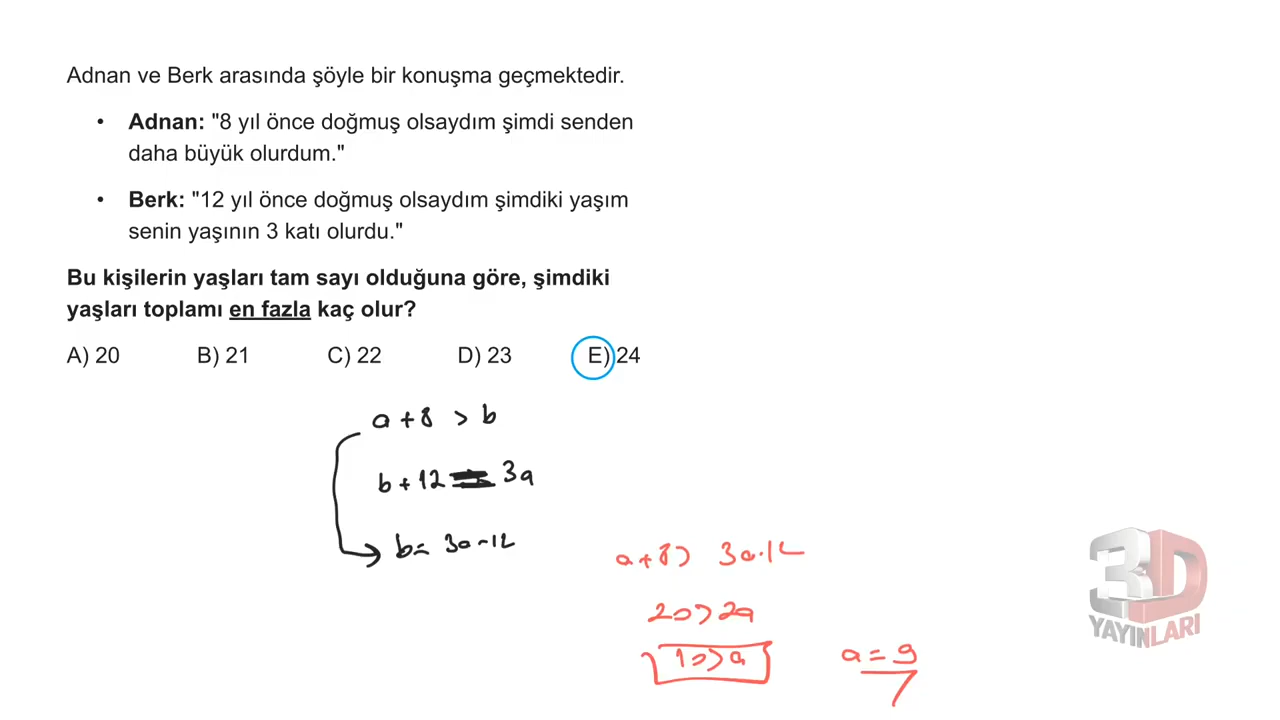 Adnan ve Berk arasında şöyle bir konuşma geçmektedir.
• Adnan: "8 yıl önce doğmuş olsaydım şimdi senden
daha büyük olurdum."
• Berk: "12 yıl önce doğmuş olsaydım şimdiki yaşım
senin yaşının 3 katı olurdu."
Bu kişilerin yaşları tam sayı olduğuna göre, şimdiki
yaşları toplamı en fazla kaç olur?
A) 20 B) 21 C) 22 D) 23 E) 24
a + 8 > b
b + 12 = 3a
b = 3a - 12
a + 8 > 3a - 12
20 > 2a
10 > a
a = 9
3D
YAYINLARI